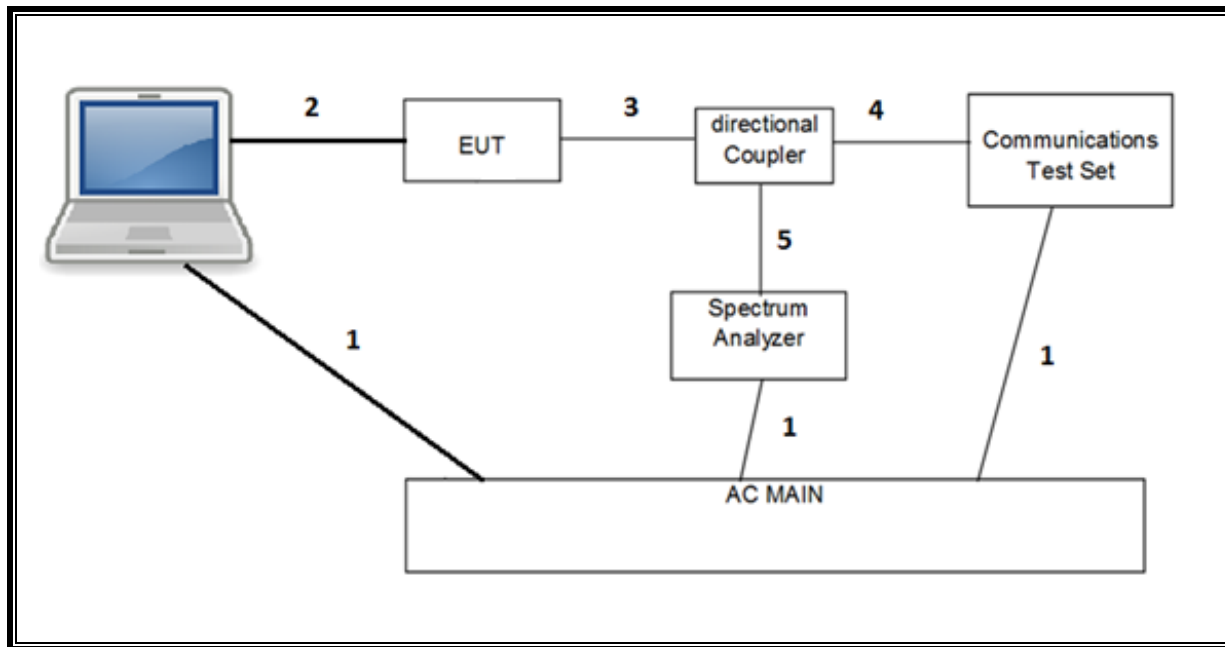 2
EUT
3
directional
Coupler
4
Communications
Test Set
5
Spectrum
Analyzer
1
1
1
AC MAIN